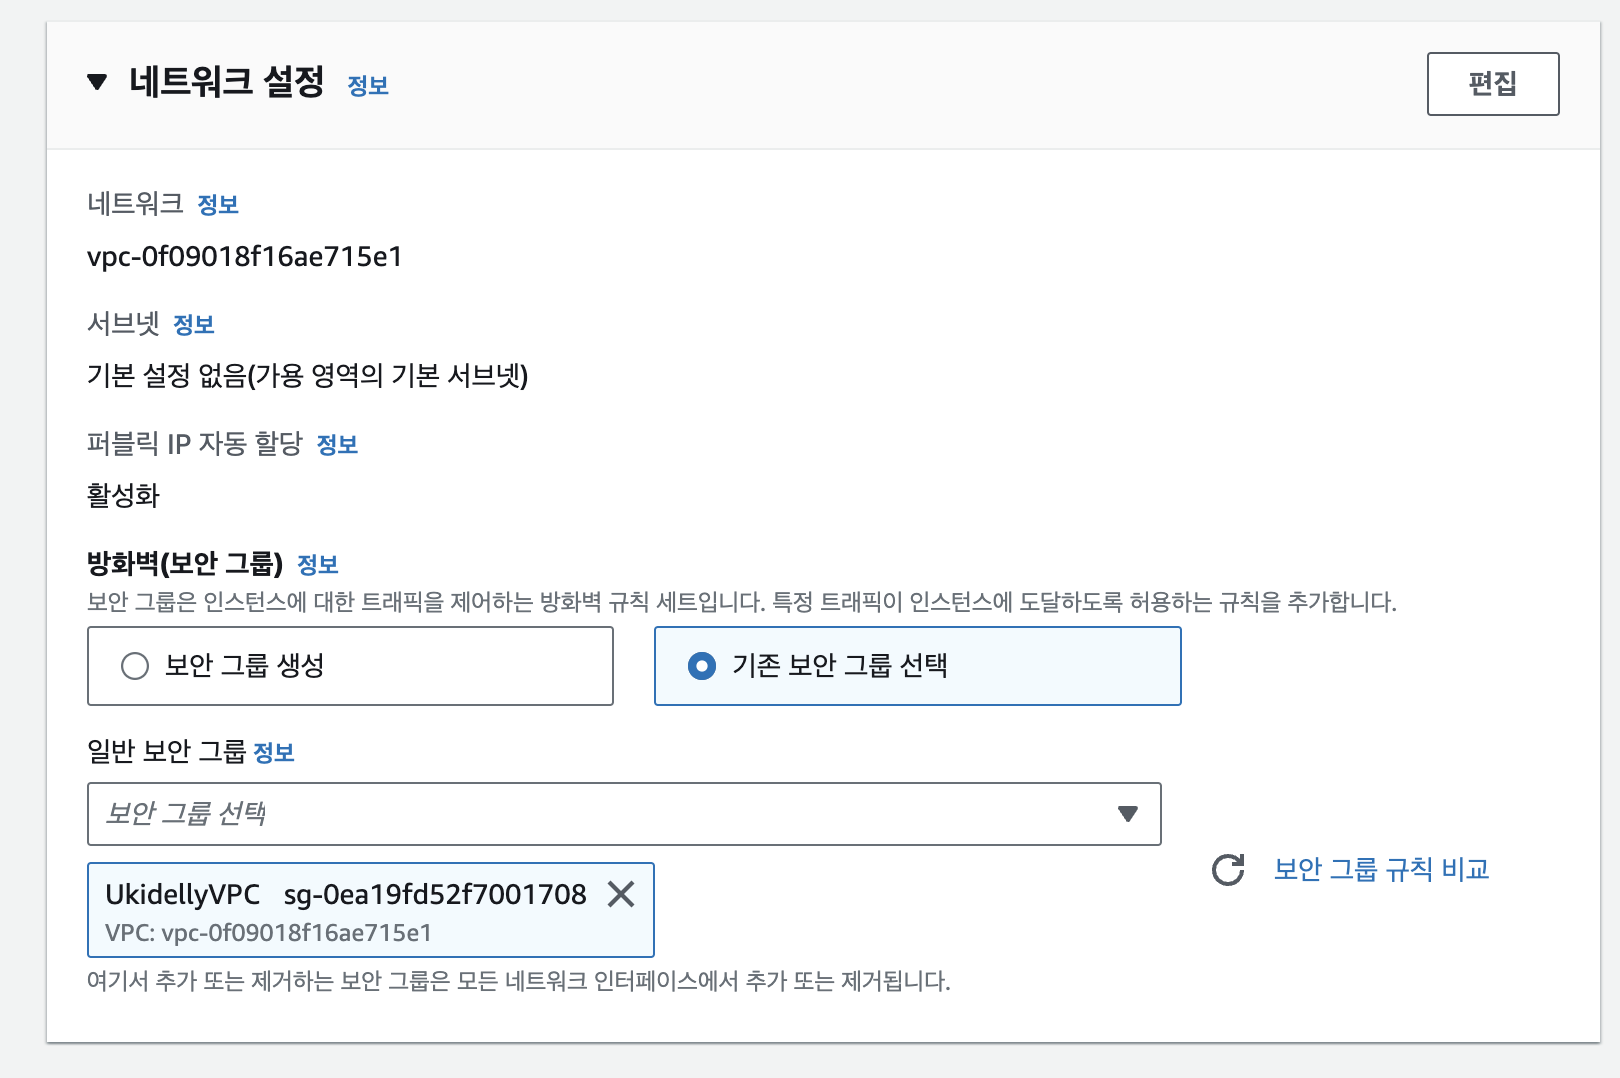 네트워크 설정 정보
편집
네트워크 정보
vpc-0f09018f16ae715e1
서브넷 정보
기본 설정 없음(가용 영역의 기본 서브넷)
퍼블릭 IP 자동 할당 정보
활성화
방화벽(보안 그룹) 정보
보안 그룹은 인스턴스에 대한 트래픽을 제어하는 방화벽 규칙 세트입니다. 특정 트래픽이 인스턴스에 도달하도록 허용하는 규칙을 추가합니다.
보안 그룹 생성
기존 보안 그룹 선택
일반 보안 그룹 정보
보안 그룹 선택
UkidellyVPC sg-0ea19fd52f7001708
VPC: vpc-0f09018f16ae715e1
보안 그룹 규칙 비교
여기서 추가 또는 제거하는 보안 그룹은 모든 네트워크 인터페이스에서 추가 또는 제거됩니다.